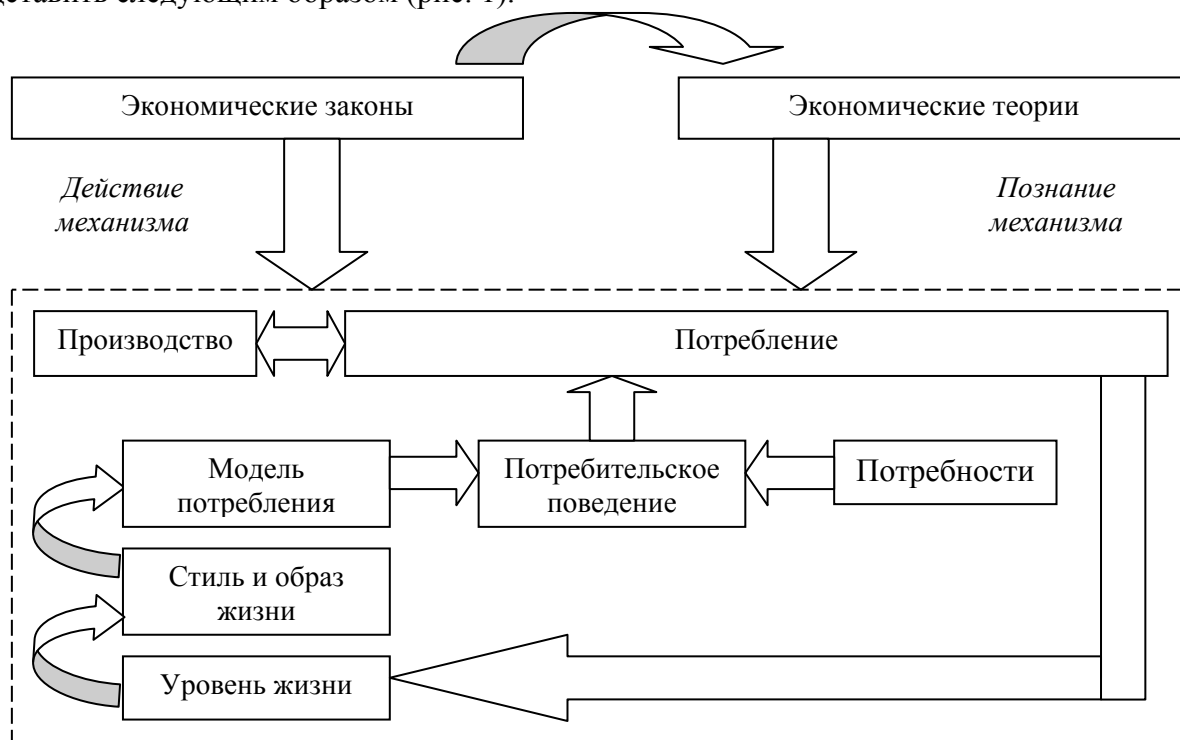 дставить следующим образом (рис. 1).
Экономические законы
Экономические теории
Действие
механизма
Познание
механизма
Производство
Потребление
Модель
потребления
Потребительское
поведение
Потребности
Стиль и образ
жизни
Уровень жизни